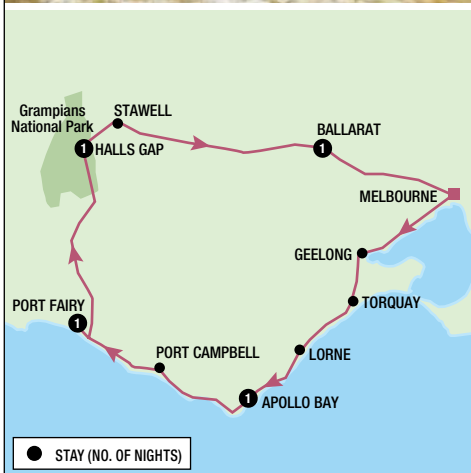 Grampians
National Park
STAWELL
1 HALLS GAP
BALLARAT
1
MELBOURNE
GEELONG
TORQUAY
PORT FAIRY
1
PORT CAMPBELL
LORNE
1
APOLLO BAY
STAY (NO. OF NIGHTS)